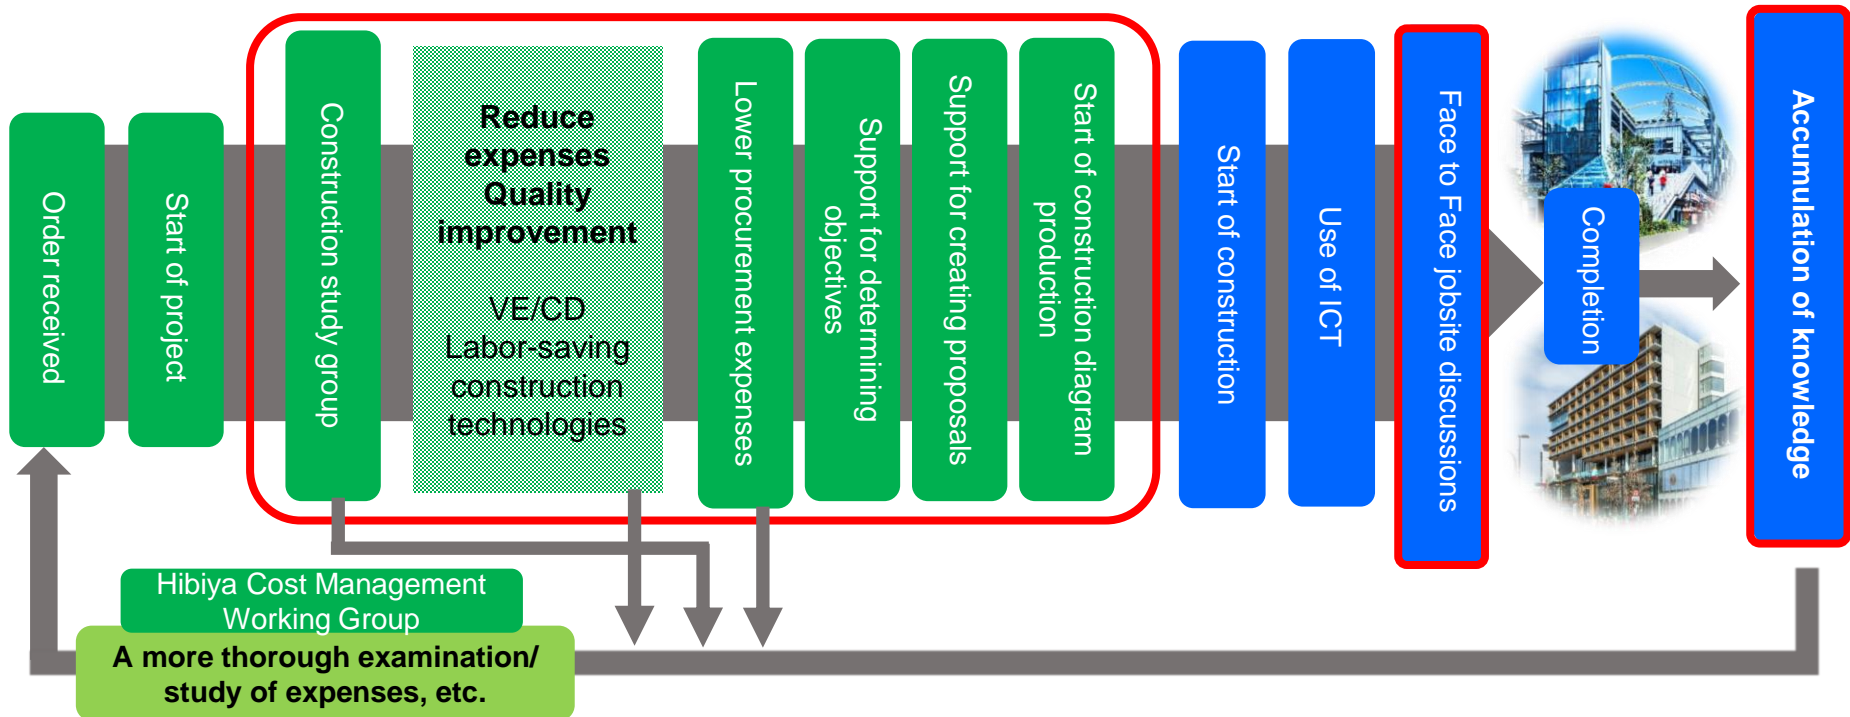 Order received
Start of project
Construction study group
Reduce
expenses
Quality
improvement
VE/CD
Labor-saving
construction
technologies
Lower procurement expenses
Support for determining
objectives
Support for creating proposals
Start of construction diagram
production
Start of construction
Use of ICT
Face to Face jobsite discussions
Completion
Accumulation of knowledge
Hibiya Cost Management
Working Group
A more thorough examination/
study of expenses, etc.